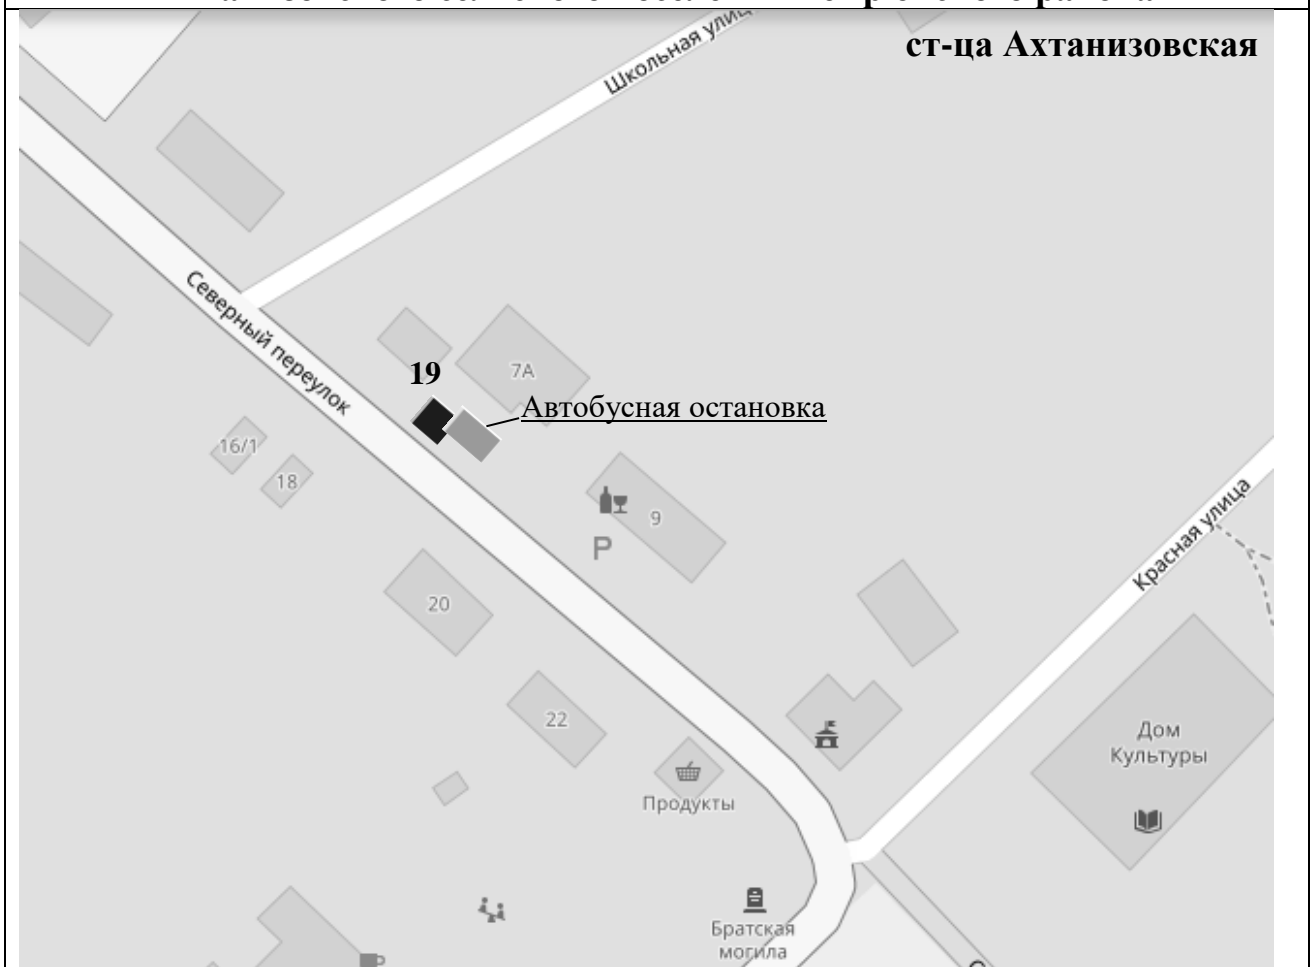 ст-ца Ахтанизовская
Школьная улица
Северный переулок
19
7А
Автобусная остановка
16/1
18
9
P
20
22
Красная улица
Дом
Культуры
Продукты
Братская
могила